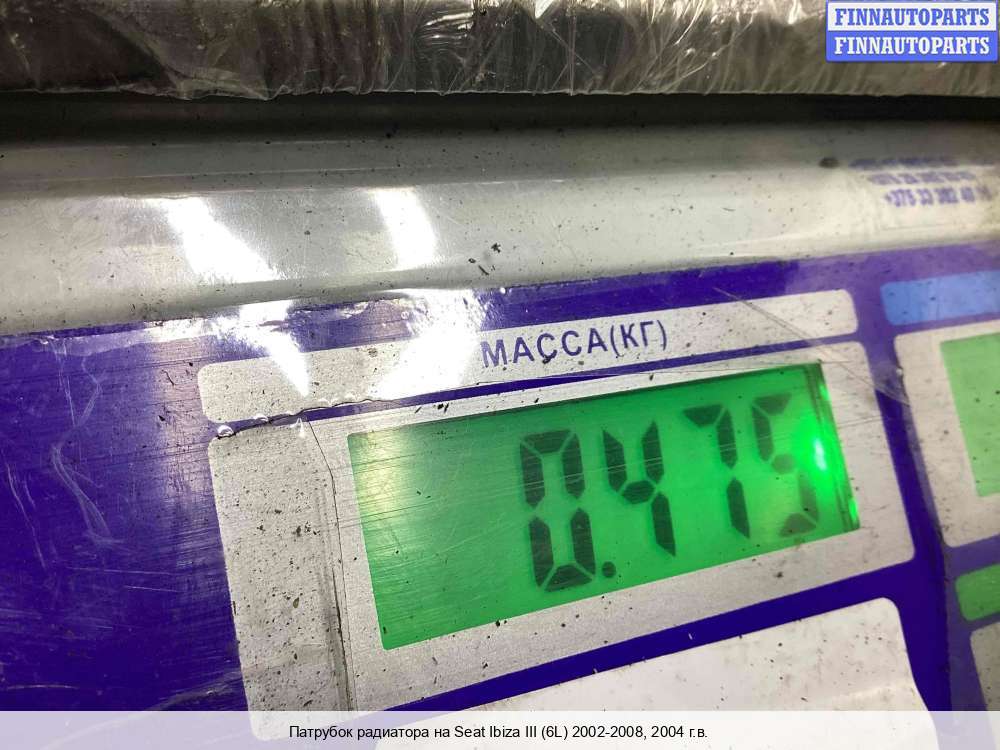 FINNAUTOPARTS
FINNAUTOPARTS
МАССА(КГ)
0.475
Патрубок радиатора на Seat Ibiza III (6L) 2002-2008, 2004 г.в.